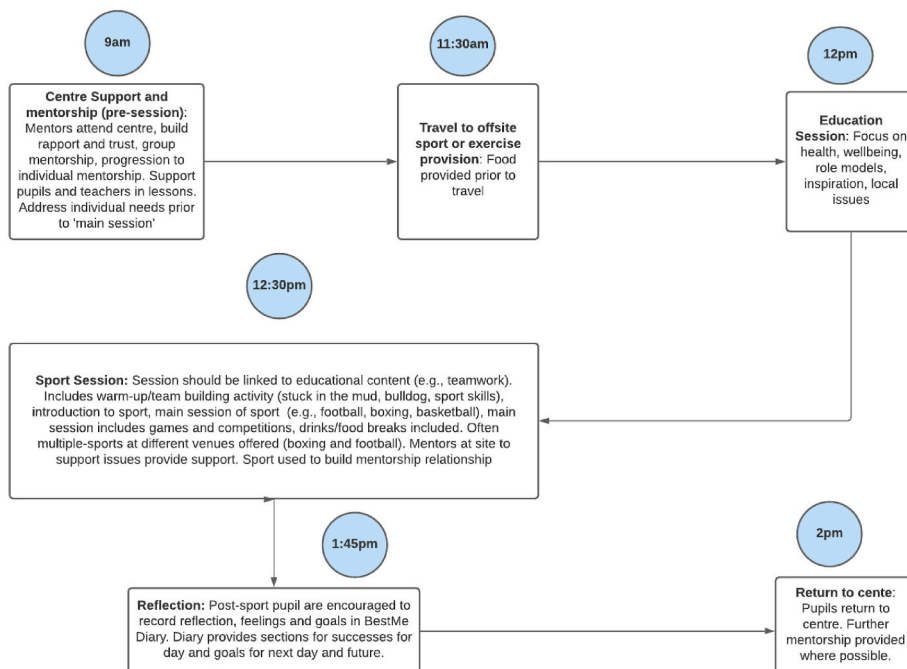 9am
Centre Support and
mentorship (pre-session):
Mentors attend centre, build
rapport and trust, group
mentorship, progression to
individual mentorship. Support
pupils and teachers in lessons.
Address individual needs prior
to 'main session'
11:30am
Travel to offsite
sport or exercise
provision: Food
provided prior to
travel
12pm
Education
Session: Focus on
health, wellbeing,
role models,
inspiration, local
issues
12:30pm
Sport Session: Session should be linked to educational content (e.g., teamwork).
Includes warm-up/team building activity (stuck in the mud, bulldog, sport skills),
introduction to sport, main session of sport (e.g., football, boxing, basketball), main
session includes games and competitions, drinks/food breaks included. Often
multiple-sports at different venues offered (boxing and football). Mentors at site to
support issues provide support. Sport used to build mentorship relationship
1:45pm
Reflection: Post-sport pupil are encouraged to
record reflection, feelings and goals in BestMe
Diary. Diary provides sections for successes for
day and goals for next day and future.
2pm
Return to cente:
Pupils return to
centre. Further
mentorship provided
where possible.